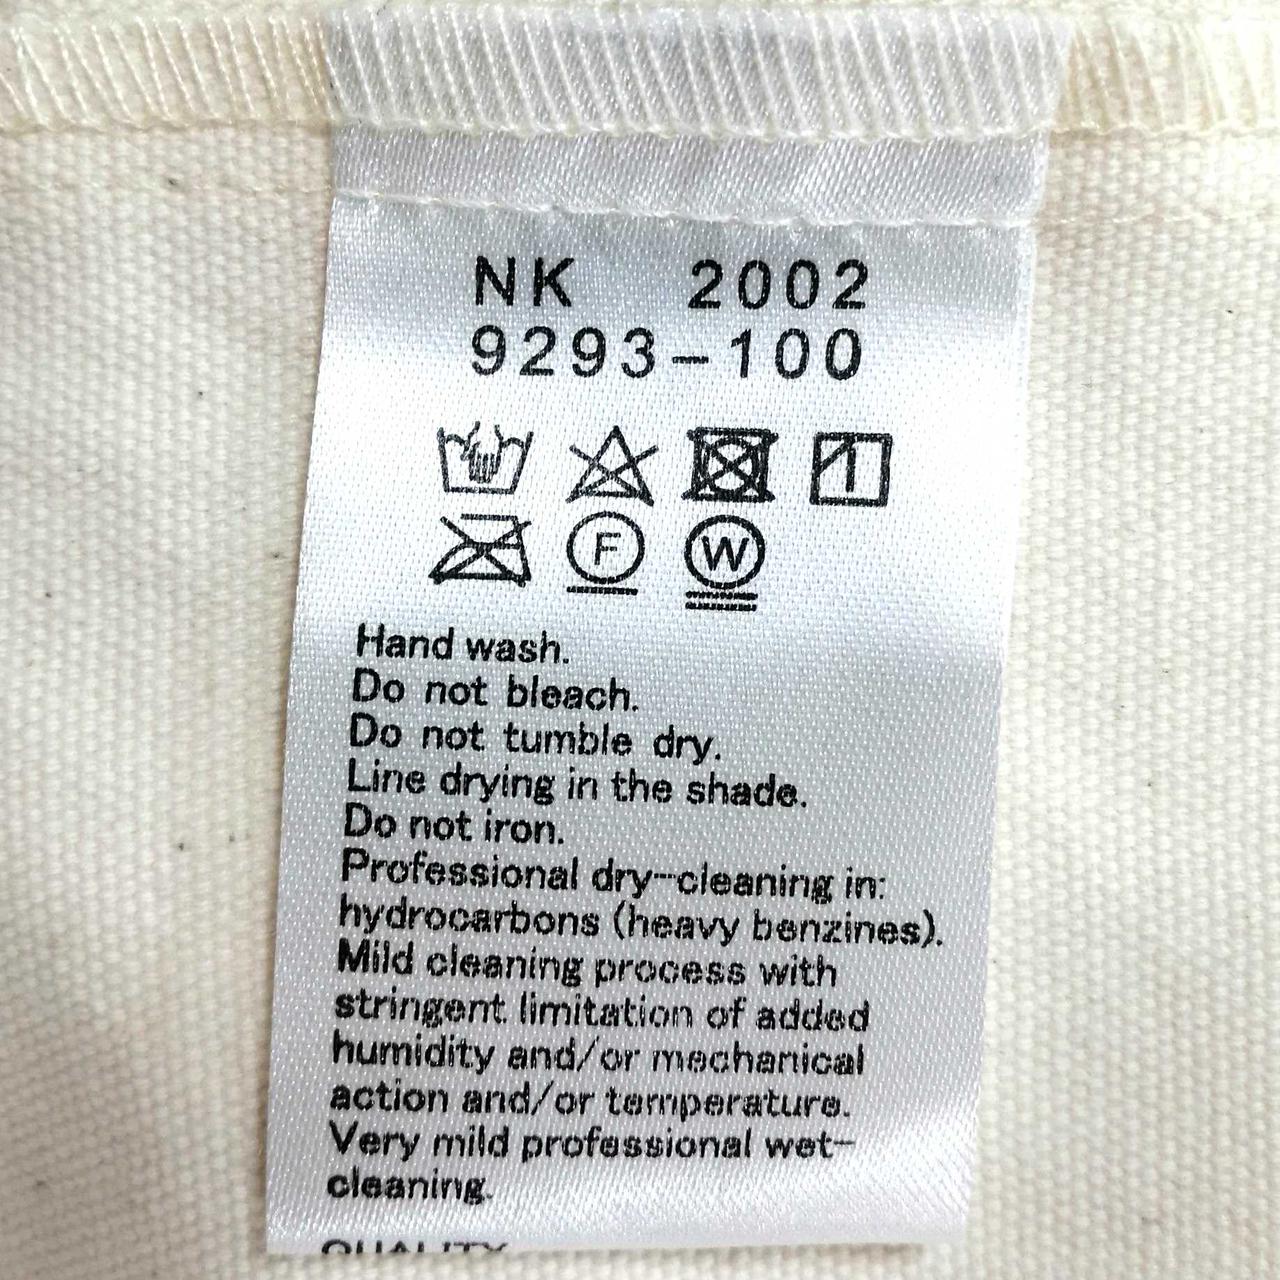 NK 2002
9293-100
F W
Hand wash.
Do not bleach.
Do not tumble dry.
Line drying in the shade.
Do not iron.
Professional dry-cleaning in:
hydrocarbons (heavy benzines).
Mild cleaning process with
stringent limitation of added
humidity and/or mechanical
action and/or temperature.
Very mild professional wet-
cleaning.
QUALITY